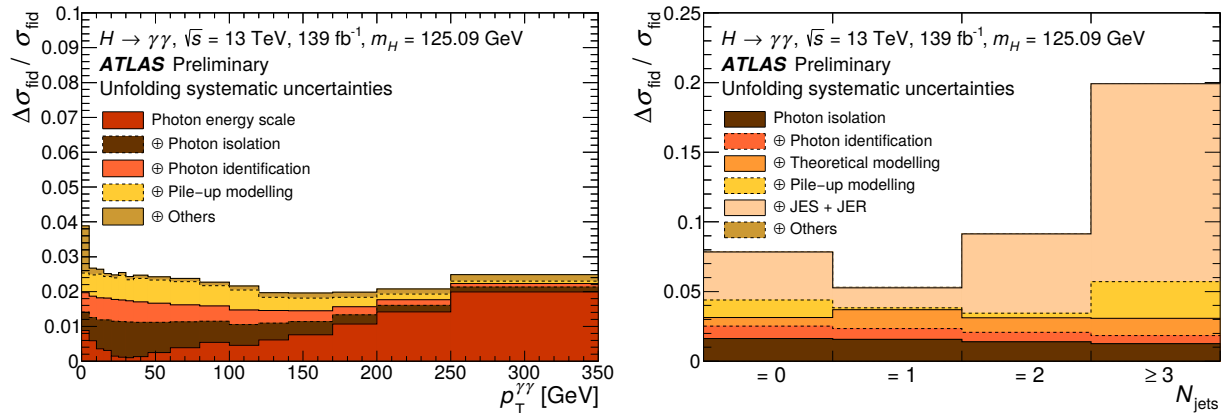 Δσ_fid / σ_fid
0.1
0.09
0.08
0.07
0.06
0.05
0.04
0.03
0.02
0.01
0
H → γγ, √s = 13 TeV, 139 fb⁻¹, m_H = 125.09 GeV
ATLAS Preliminary
Unfolding systematic uncertainties
Photon energy scale
⊕ Photon isolation
⊕ Photon identification
⊕ Pile−up modelling
⊕ Others
0 50 100 150 200 250 300 350
p_T^γγ [GeV]
Δσ_fid / σ_fid
0.25
0.2
0.15
0.1
0.05
0
H → γγ, √s = 13 TeV, 139 fb⁻¹, m_H = 125.09 GeV
ATLAS Preliminary
Unfolding systematic uncertainties
Photon isolation
⊕ Photon identification
⊕ Theoretical modelling
⊕ Pile−up modelling
⊕ JES + JER
⊕ Others
= 0 = 1 = 2 ≥ 3
N_jets